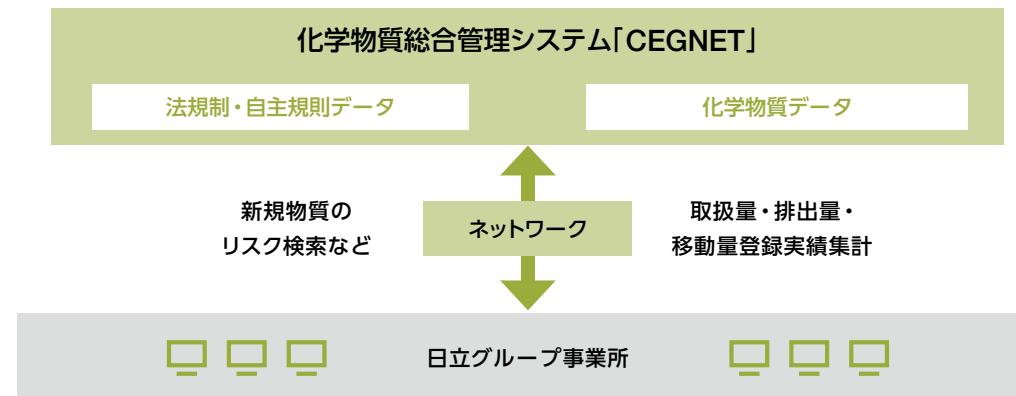 化学物質総合管理システム「CEGNET」
法規制・自主規則データ
化学物質データ
新規物質の
リスク検索など
ネットワーク
取扱量・排出量・
移動量登録実績集計
日立グループ事業所